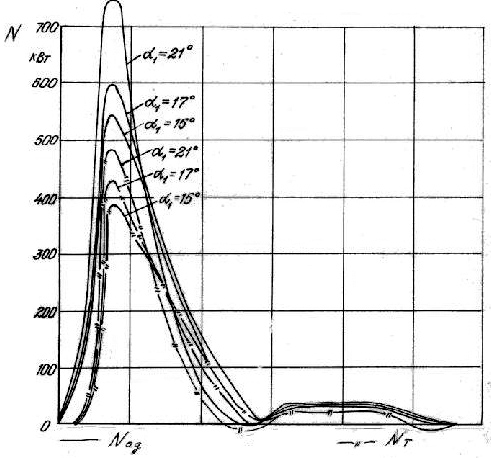 N
700
кВт
α₁=21°
600
α₁=17°
α₁=15°
500
α₁=21°
α₁=17°
400
α₁=15°
300
200
100
0
— Nад —"— Nт